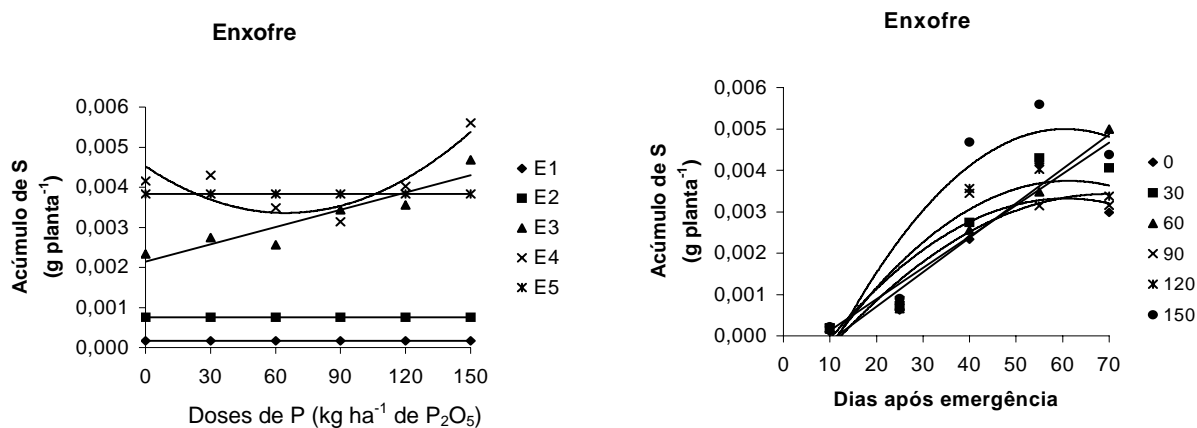 Enxofre
Acúmulo de S
(g planta⁻¹)
0,006
0,005
0,004
0,003
0,002
0,001
0,000
0 30 60 90 120 150
Doses de P (kg ha⁻¹ de P₂O₅)
E1
E2
E3
E4
E5
Enxofre
Acúmulo de S
(g planta⁻¹)
0,006
0,005
0,004
0,003
0,002
0,001
0,000
0 10 20 30 40 50 60 70
Dias após emergência
0
30
60
90
120
150